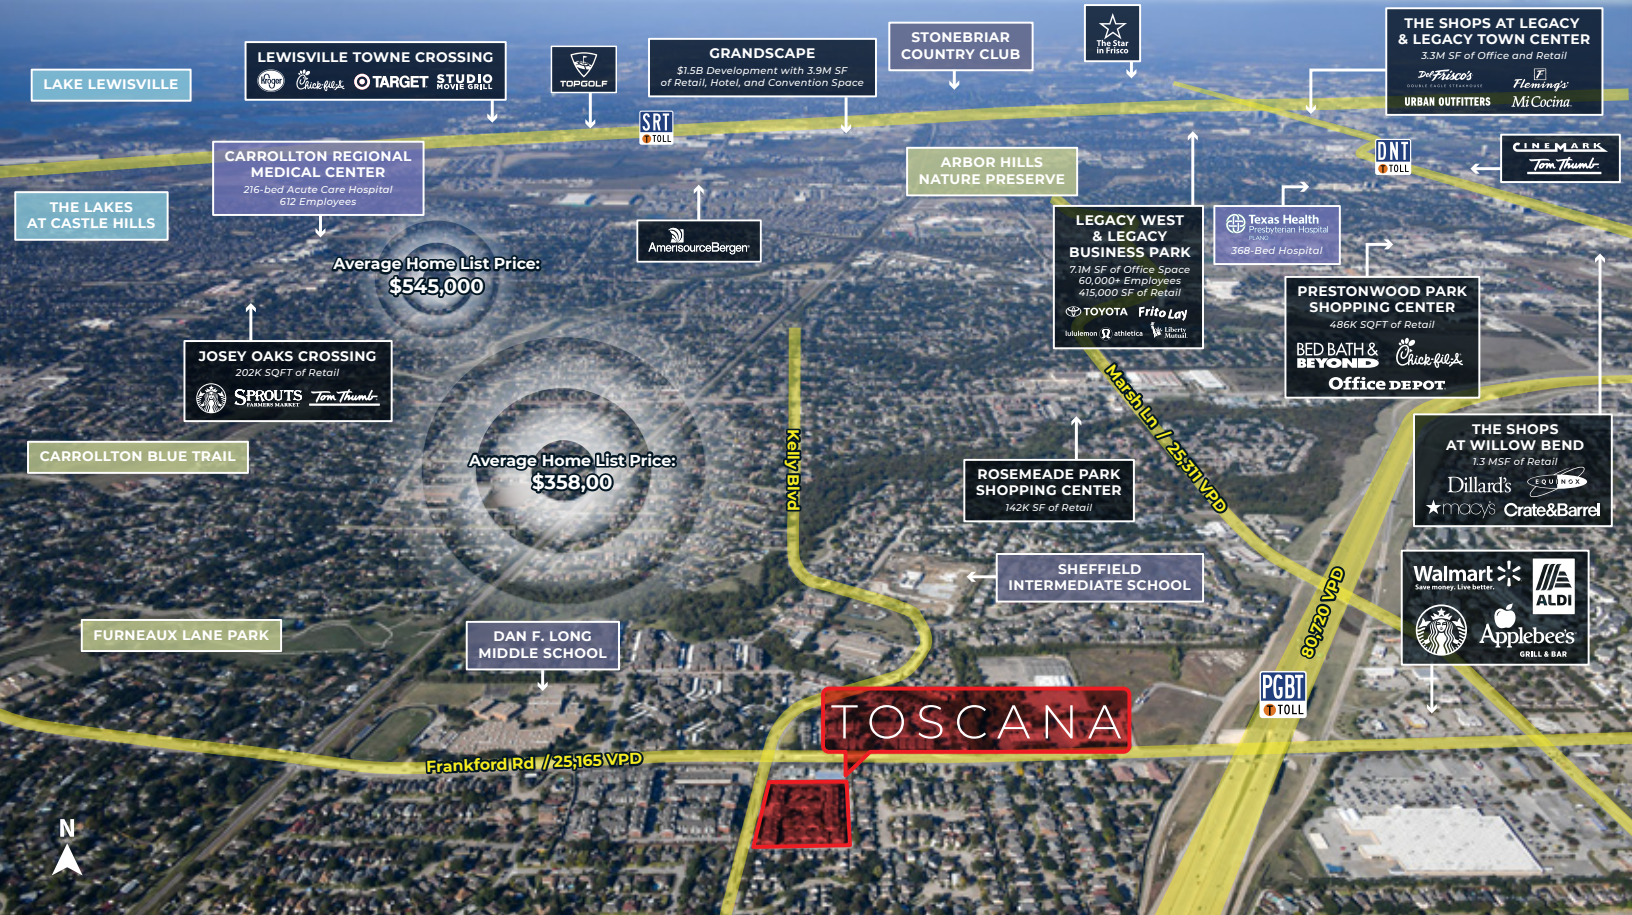 LAKE LEWISVILLE
LEWISVILLE TOWNE CROSSING
Kroger
Chick-fil-A
TARGET
STUDIO
MOVIE GRILL
TOPGOLF
GRANDSCAPE
$1.5B Development with 3.9M SF
of Retail, Hotel, and Convention Space
STONEBRIAR
COUNTRY CLUB
The Star
in Frisco
THE SHOPS AT LEGACY
& LEGACY TOWN CENTER
3.3M SF of Office and Retail
Del Frisco's
DOUBLE EAGLE STEAKHOUSE
F
Fleming's
URBAN OUTFITTERS
Mi Cocina
SRT
T TOLL
DNT
T TOLL
CINEMARK
Tom Thumb
CARROLLTON REGIONAL
MEDICAL CENTER
216-bed Acute Care Hospital
612 Employees
ARBOR HILLS
NATURE PRESERVE
THE LAKES
AT CASTLE HILLS
AmerisourceBergen
LEGACY WEST
& LEGACY
BUSINESS PARK
7.1M SF of Office Space
60,000+ Employees
415,000 SF of Retail
TOYOTA
Frito Lay
lululemon athletica
Liberty
Mutual
Texas Health
Presbyterian Hospital
PLANO
368-Bed Hospital
Average Home List Price:
$545,000
PRESTONWOOD PARK
SHOPPING CENTER
486K SQFT of Retail
BED BATH &
BEYOND
Chick-fil-A
Office DEPOT
JOSEY OAKS CROSSING
202K SQFT of Retail
SPROUTS
FARMERS MARKET
Tom Thumb
Marsh Ln / 25,311 VPD
Kelly Blvd
THE SHOPS
AT WILLOW BEND
1.3 MSF of Retail
Dillard's
EQUINOX
macy's
Crate&Barrel
CARROLLTON BLUE TRAIL
Average Home List Price:
$358,00
ROSEMEADE PARK
SHOPPING CENTER
142K SF of Retail
SHEFFIELD
INTERMEDIATE SCHOOL
80,720 VPD
Walmart
Save money. Live better.
ALDI
Applebee's
GRILL & BAR
FURNEAUX LANE PARK
DAN F. LONG
MIDDLE SCHOOL
PGBT
T TOLL
TOSCANA
Frankford Rd / 25,165 VPD
N